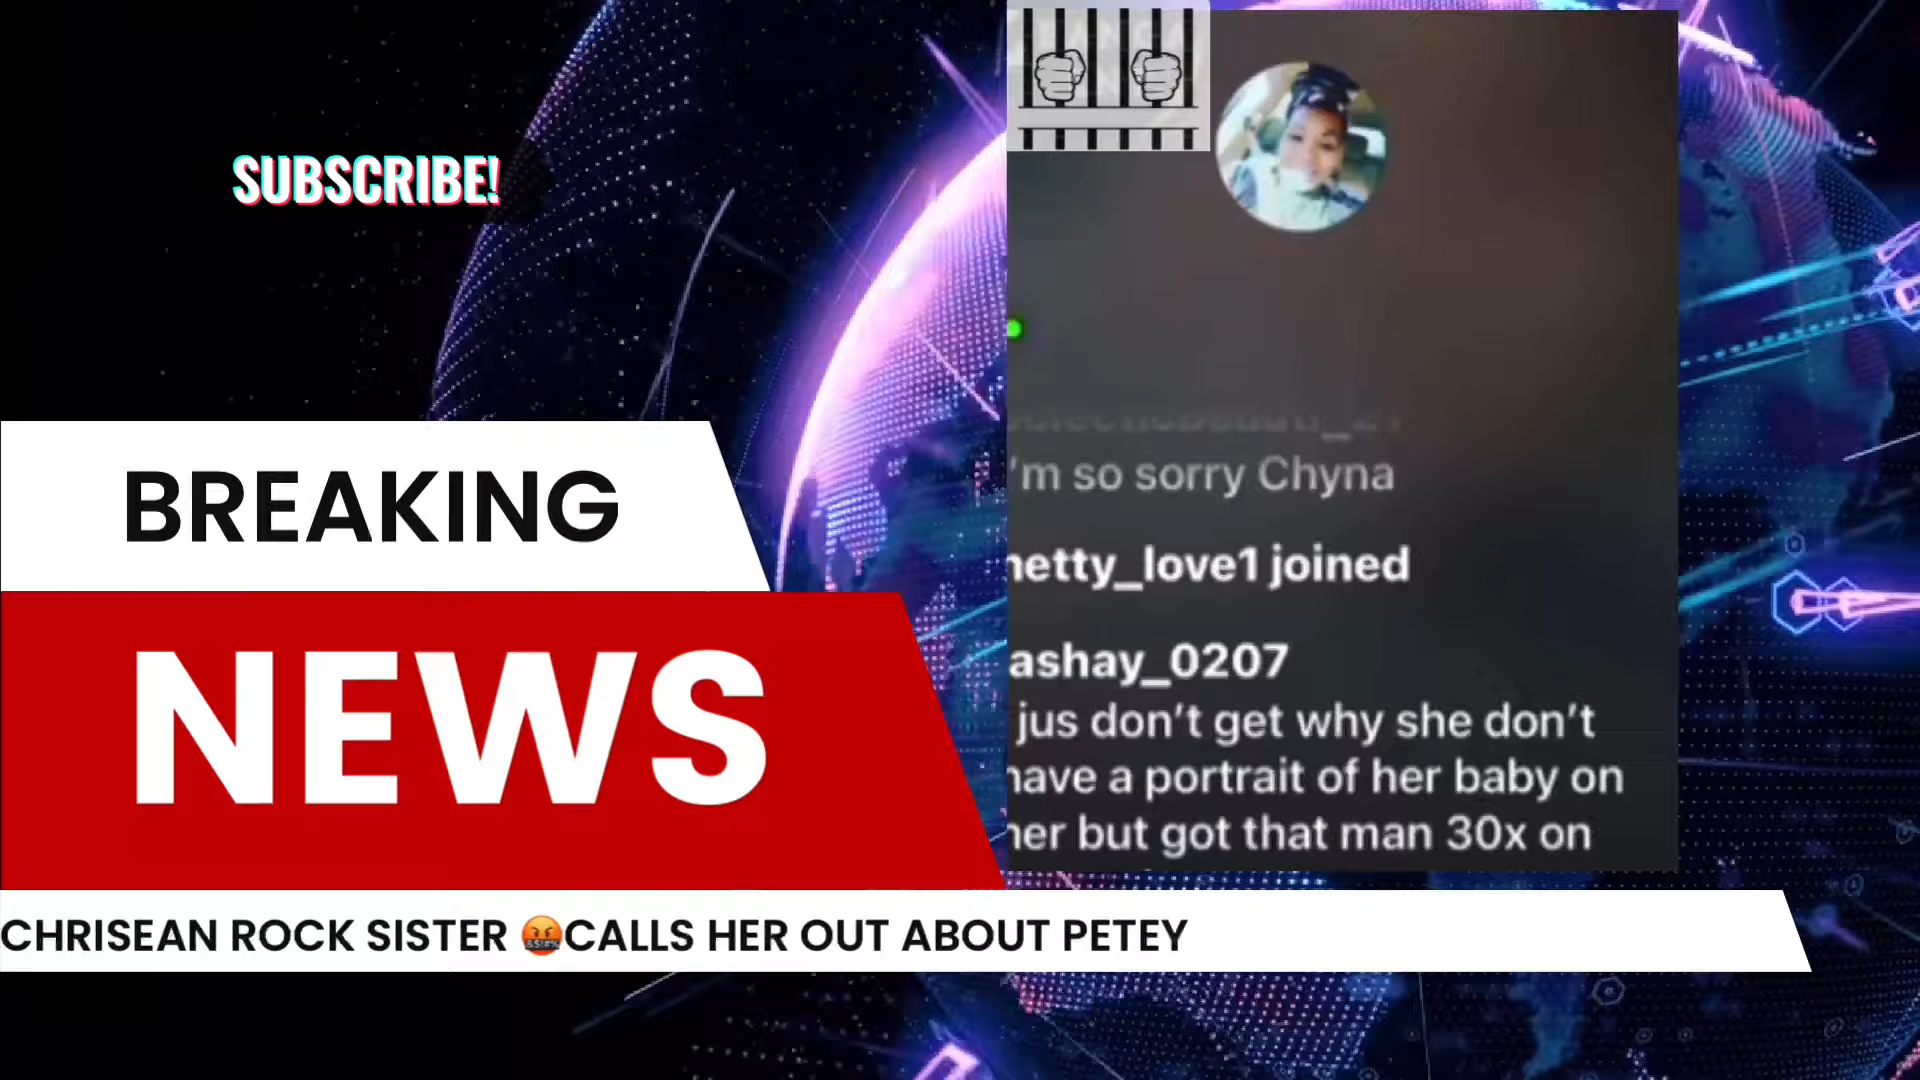 SUBSCRIBE!
BREAKING
NEWS
'm so sorry Chyna
netty_love1 joined
ashay_0207
jus don't get why she don't
have a portrait of her baby on
her but got that man 30x on
CHRISEAN ROCK SISTER 🤬CALLS HER OUT ABOUT PETEY